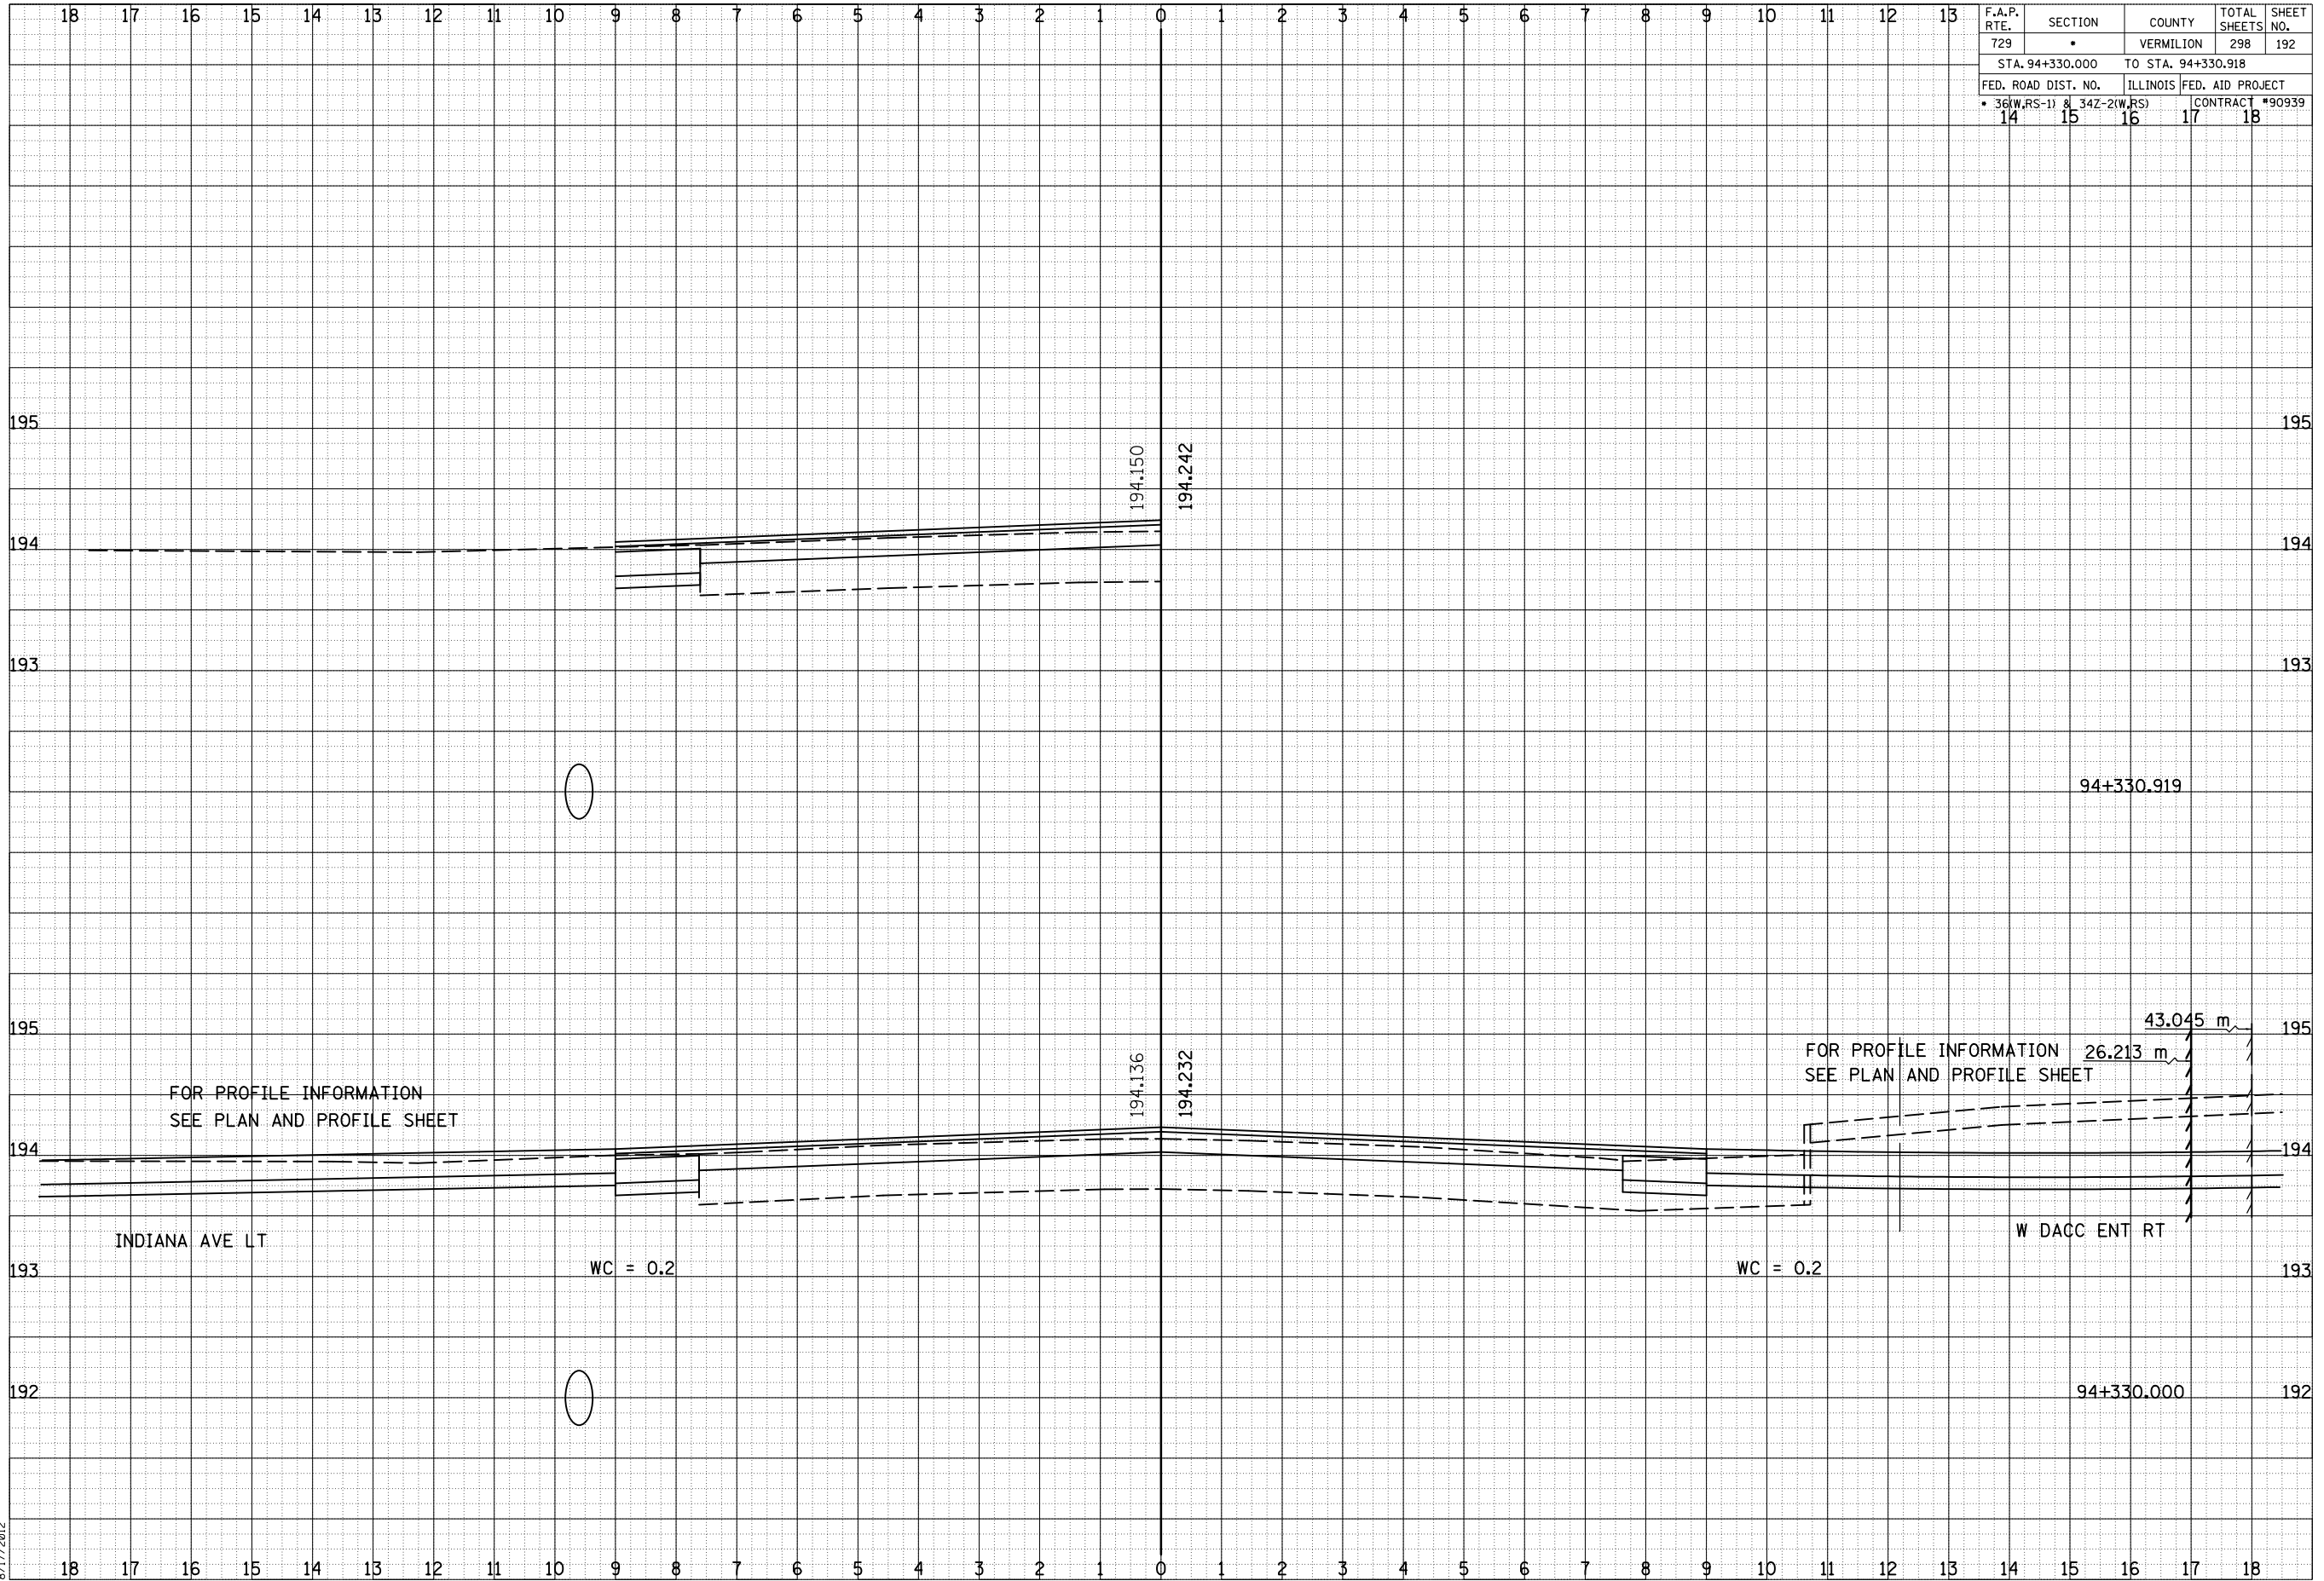 18 17 16 15 14 13 12 11 10 9 8 7 6 5 4 3 2 1 0 1 2 3 4 5 6 7 8 9 10 11 12 13
F.A.P. RTE. SECTION COUNTY TOTAL SHEETS SHEET NO.
729 • VERMILION 298 192
STA. 94+330.000 TO STA. 94+330.918
FED. ROAD DIST. NO. ILLINOIS FED. AID PROJECT
• 36(W,RS-1) & 34Z-2(W,RS) CONTRACT #90939
14 15 16 17 18
195 195
194.150 194.242
194 194
193 193
94+330.919
195 195
43.045 m
FOR PROFILE INFORMATION 26.213 m
SEE PLAN AND PROFILE SHEET
194.136 194.232
FOR PROFILE INFORMATION
SEE PLAN AND PROFILE SHEET
194 194
INDIANA AVE LT
W DACC ENT RT
WC = 0.2 WC = 0.2
193 193
192 94+330.000 192
18 17 16 15 14 13 12 11 10 9 8 7 6 5 4 3 2 1 0 1 2 3 4 5 6 7 8 9 10 11 12 13 14 15 16 17 18